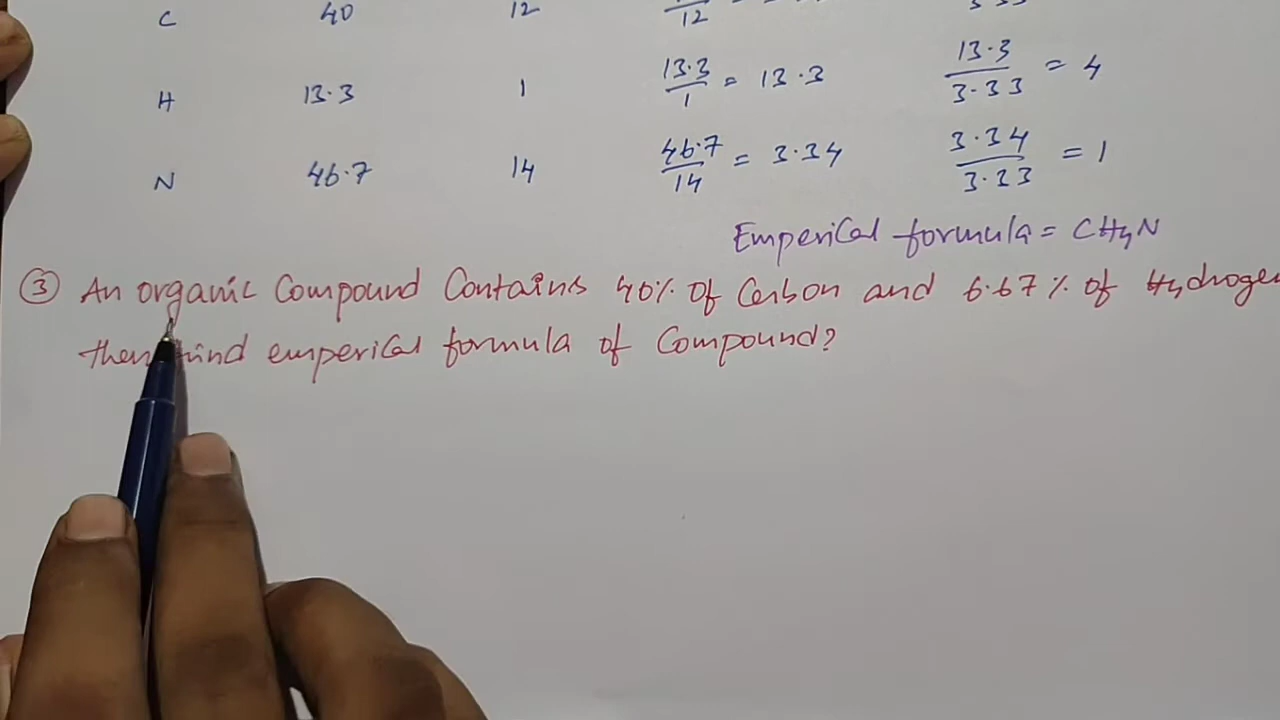 C 40 12 12
H 13.3 1 13.3/1 = 13.3 13.3/3.33 = 4
N 46.7 14 46.7/14 = 3.34 3.34/3.33 = 1
Emperical formula = CH4N
③ An organic Compound Contains 40% Of Carbon and 6.67% Of Hydrogen
then find emperical formula of Compound?